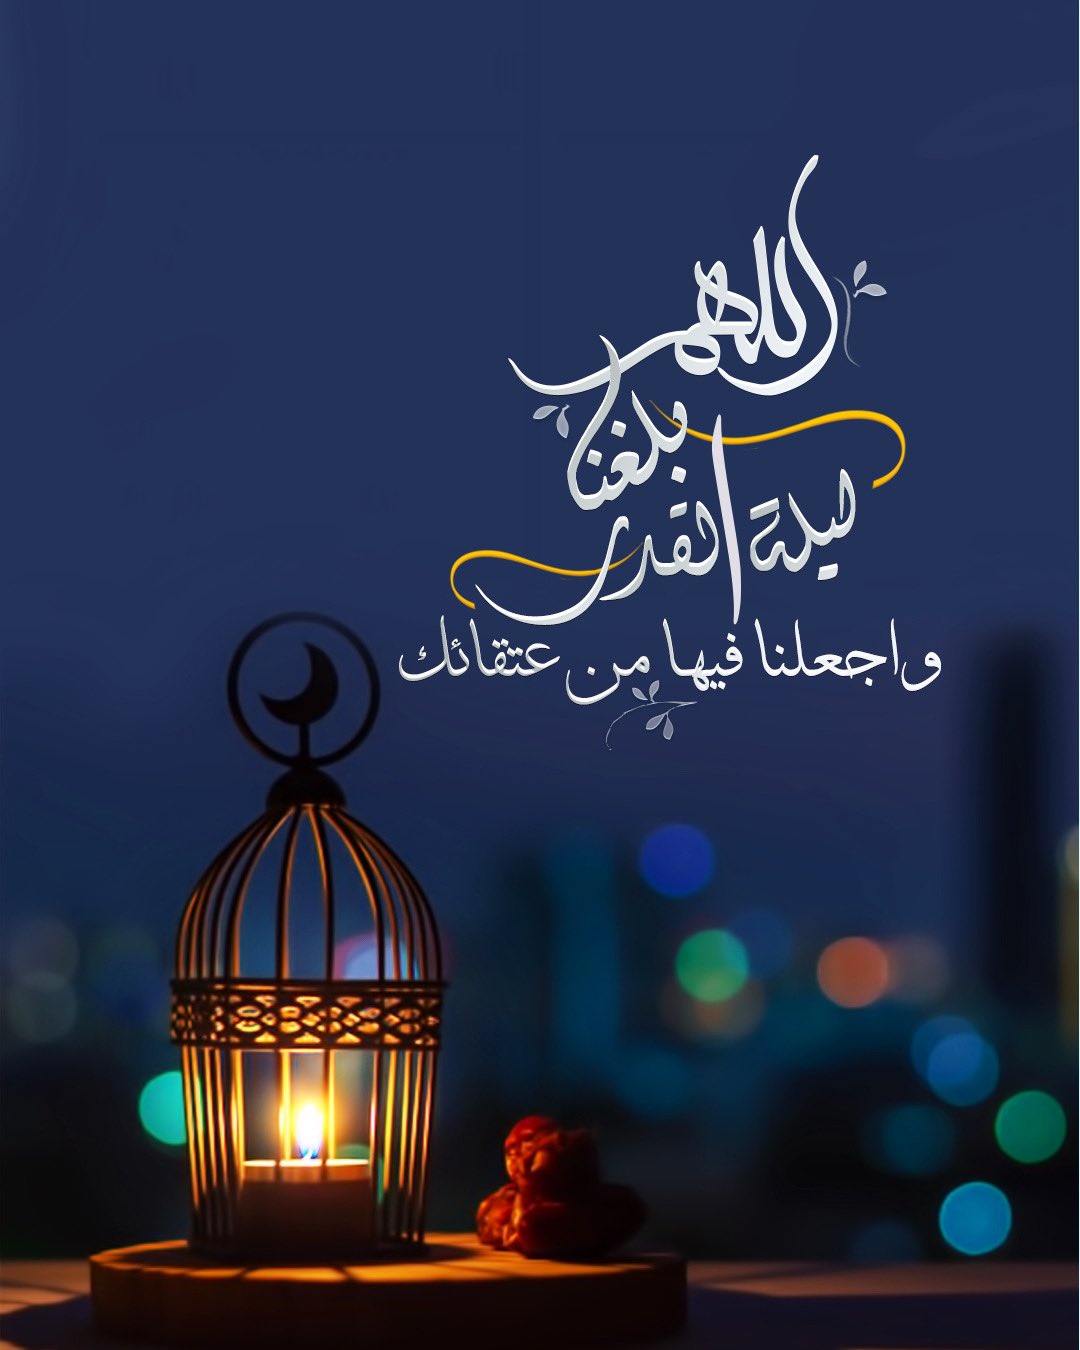 اللهم
بلغنا
ليلة القدر
واجعلنا فيها من عتقائك